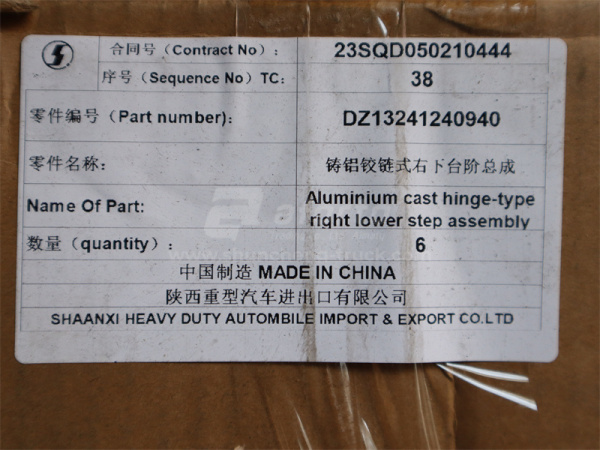 合同号（Contract No）： 23SQD050210444
序号（Sequence No）TC： 38
零件编号（Part number): DZ13241240940
零件名称： 铸铝铰链式右下台阶总成
Name Of Part: Aluminium cast hinge-type
right lower step assembly
数量（quantity）： 6
中国制造 MADE IN CHINA
陕西重型汽车进出口有限公司
SHAANXI HEAVY DUTY AUTOMBILE IMPORT & EXPORT CO.LTD